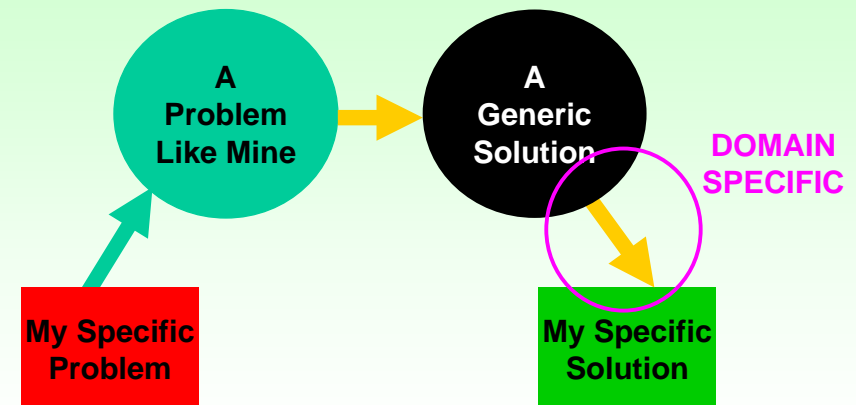 A
Problem
Like Mine
A
Generic
Solution
DOMAIN
SPECIFIC
My Specific
Problem
My Specific
Solution